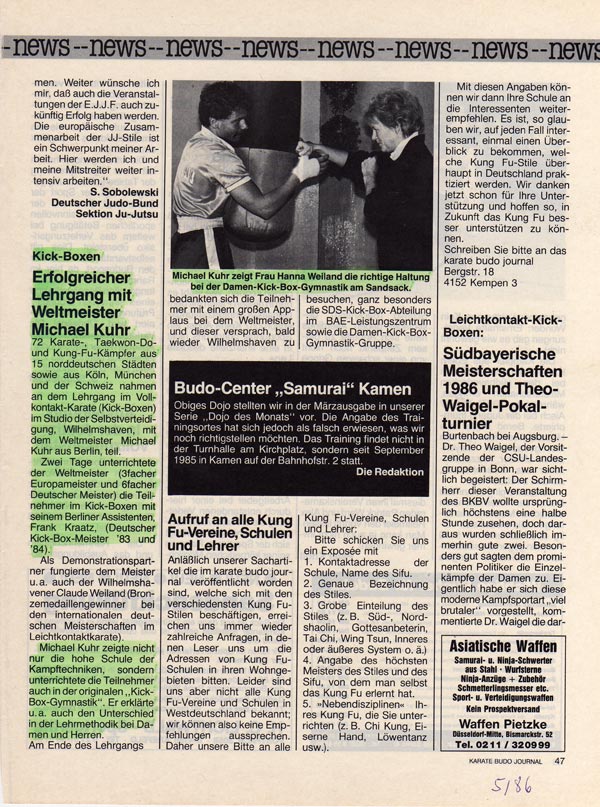 -news--news--news--news--news--news--news--news
men. Weiter wünsche ich
mir, daß auch die Veranstal-
tungen der E.J.J.F. auch zu-
künftig Erfolg haben werden.
Die europäische Zusam-
menarbeit der JJ-Stile ist
ein Schwerpunkt meiner Ar-
beit. Hier werden ich und
meine Mitstreiter weiter in-
tensiv arbeiten.“
S. Sobolewski
Deutscher Judo-Bund
Sektion Ju-Jutsu
Kick-Boxen
Erfolgreicher
Lehrgang mit
Weltmeister
Michael Kuhr
72 Karate-, Taekwon-Do-
und Kung-Fu-Kämpfer aus
15 norddeutschen Städten
sowie aus Köln, München
und der Schweiz nahmen
an dem Lehrgang im Voll-
kontakt-Karate (Kick-Boxen)
im Studio der Selbstverteidi-
gung, Wilhelmshaven, mit
dem Weltmeister Michael
Kuhr aus Berlin, teil.
Zwei Tage unterrichtete
der Weltmeister (3facher
Europameister und 6facher
Deutscher Meister) die Teil-
nehmer im Kick-Boxen mit
seinem Berliner Assistenten,
Frank Kraatz, (Deutscher
Kick-Box-Meister '83 und
'84).
Als Demonstrationspart-
ner fungierte dem Meister
u.a. auch der Wilhelmsha-
vener Claude Weiland (Bron-
zemedaillengewinner bei
den internationalen deut-
schen Meisterschaften im
Leichtkontaktkarate).
Michael Kuhr zeigte nicht
nur die hohe Schule der
Kampftechniken, sondern
unterrichtete die Teilnehmer
auch in der originalen „Kick-
Box-Gymnastik“. Er erklärte
u.a. auch den Unterschied
in der Lehrmethodik bei Da-
men und Herren.
Am Ende des Lehrgangs
Michael Kuhr zeigt Frau Hanna Weiland die richtige Haltung
bei der Damen-Kick-Box-Gymnastik am Sandsack.
bedankten sich die Teilneh-
mer mit einem großen App-
laus bei dem Weltmeister,
und dieser versprach, bald
wieder Wilhelmshaven zu
besuchen, ganz besonders
die SDS-Kick-Box-Abteilung
im BAE-Leistungszentrum
sowie die Damen-Kick-Box-
Gymnastik-Gruppe.
Budo-Center „Samurai“ Kamen
Obiges Dojo stellten wir in der Märzausgabe in unserer
Serie „Dojo des Monats“ vor. Die Angabe des Trai-
ningsortes hat sich jedoch als falsch erwiesen, was wir
noch richtigstellen möchten. Das Training findet nicht in
der Turnhalle am Kirchplatz, sondern seit September
1985 in Kamen auf der Bahnhofstr. 2 statt.
Die Redaktion
Aufruf an alle Kung
Fu-Vereine, Schulen
und Lehrer
Anläßlich unserer Sacharti-
kel die im karate budo jour-
nal veröffentlicht worden
sind, welche sich mit den
verschiedensten Kung Fu-
Stilen beschäftigen, errei-
chen uns immer wieder
zahlreiche Anfragen, in de-
nen Leser uns um die
Adressen von Kung Fu-
Schulen in ihren Wohnge-
bieten bitten. Leider sind
uns aber nicht alle Kung
Fu-Vereine und Schulen in
Westdeutschland bekannt;
wir können also keine Emp-
fehlungen aussprechen.
Daher unsere Bitte an alle
Kung Fu-Vereine, Schulen
und Lehrer:
Bitte schicken Sie uns
ein Exposée mit
1. Kontaktadresse der
Schule, Name des Sifu.
2. Genaue Bezeichnung
des Stiles.
3. Grobe Einteilung des
Stiles (z. B. Süd-, Nord-
shaolin, Gottesanbeterin,
Tai Chi, Wing Tsun, Inneres
oder äußeres System o. ä.)
4. Angabe des höchsten
Meisters des Stiles und des
Sifu, von dem man selbst
das Kung Fu erlernt hat.
5. »Nebendisziplinen« Ih-
res Kung Fu, die Sie unter-
richten (z. B. Chi Kung, Ei-
serne Hand, Löwentanz
usw.).
Mit diesen Angaben kön-
nen wir dann Ihre Schule an
die Interessenten weiter-
empfehlen. Es ist, so glau-
ben wir, auf jeden Fall inter-
essant, einmal einen Über-
blick zu bekommen, wel-
che Kung Fu-Stile über-
haupt in Deutschland prak-
tiziert werden. Wir danken
jetzt schon für Ihre Unter-
stützung und hoffen so, in
Zukunft das Kung Fu bes-
ser unterstützen zu kön-
nen.
Schreiben Sie bitte an das
karate budo journal
Bergstr. 18
4152 Kempen 3
Leichtkontakt-Kick-
Boxen:
Südbayerische
Meisterschaften
1986 und Theo-
Waigel-Pokal-
turnier
Burtenbach bei Augsburg. –
Dr. Theo Waigel, der Vorsit-
zende der CSU-Landes-
gruppe in Bonn, war sicht-
lich begeistert: Der Schirm-
herr dieser Veranstaltung
des BKBV wollte ursprüng-
lich höchstens eine halbe
Stunde zusehen, doch dar-
aus wurden schließlich im-
merhin gute zwei. Beson-
ders gut sagten dem promi-
nenten Politiker die Einzel-
kämpfe der Damen zu. Ei-
gentlich habe er sich diese
moderne Kampfsportart „viel
brutaler“ vorgestellt, kom-
mentierte Dr. Waigel die dar-
Asiatische Waffen
Samurai- u. Ninja-Schwerter
aus Stahl · Wurfsterne
Ninja-Anzüge + Zubehör
Schmetterlingsmesser etc.
Sport- u. Verteidigungswaffen
Kein Prospektversand
Waffen Pietzke
Düsseldorf-Mitte, Bismarckstr. 52
Tel. 0211 / 320999
KARATE BUDO JOURNAL 47
5/86